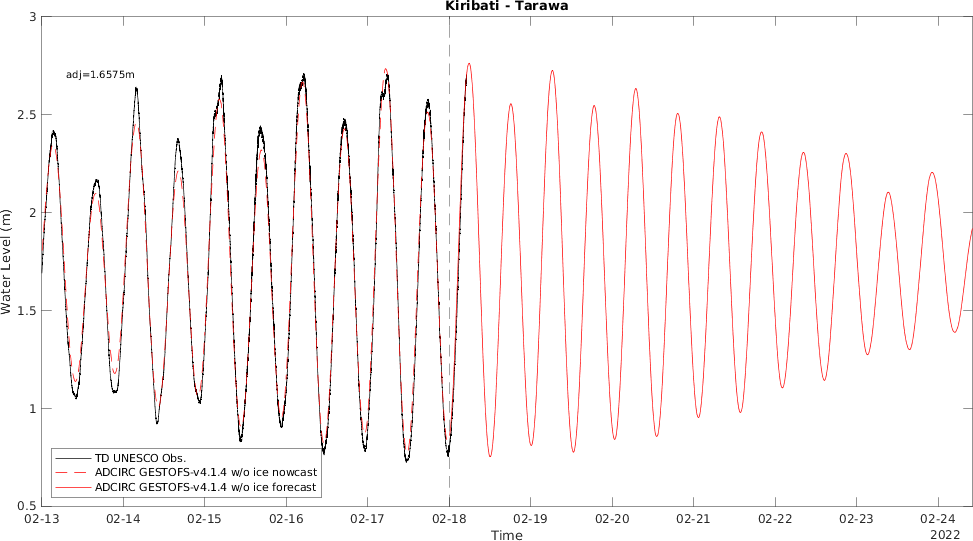 Kiribati - Tarawa
adj=1.6575m
3
2.5
2
1.5
1
0.5
Water Level (m)
TD UNESCO Obs.
ADCIRC GESTOFS-v4.1.4 w/o ice nowcast
ADCIRC GESTOFS-v4.1.4 w/o ice forecast
02-13 02-14 02-15 02-16 02-17 02-18 02-19 02-20 02-21 02-22 02-23 02-24
Time
2022